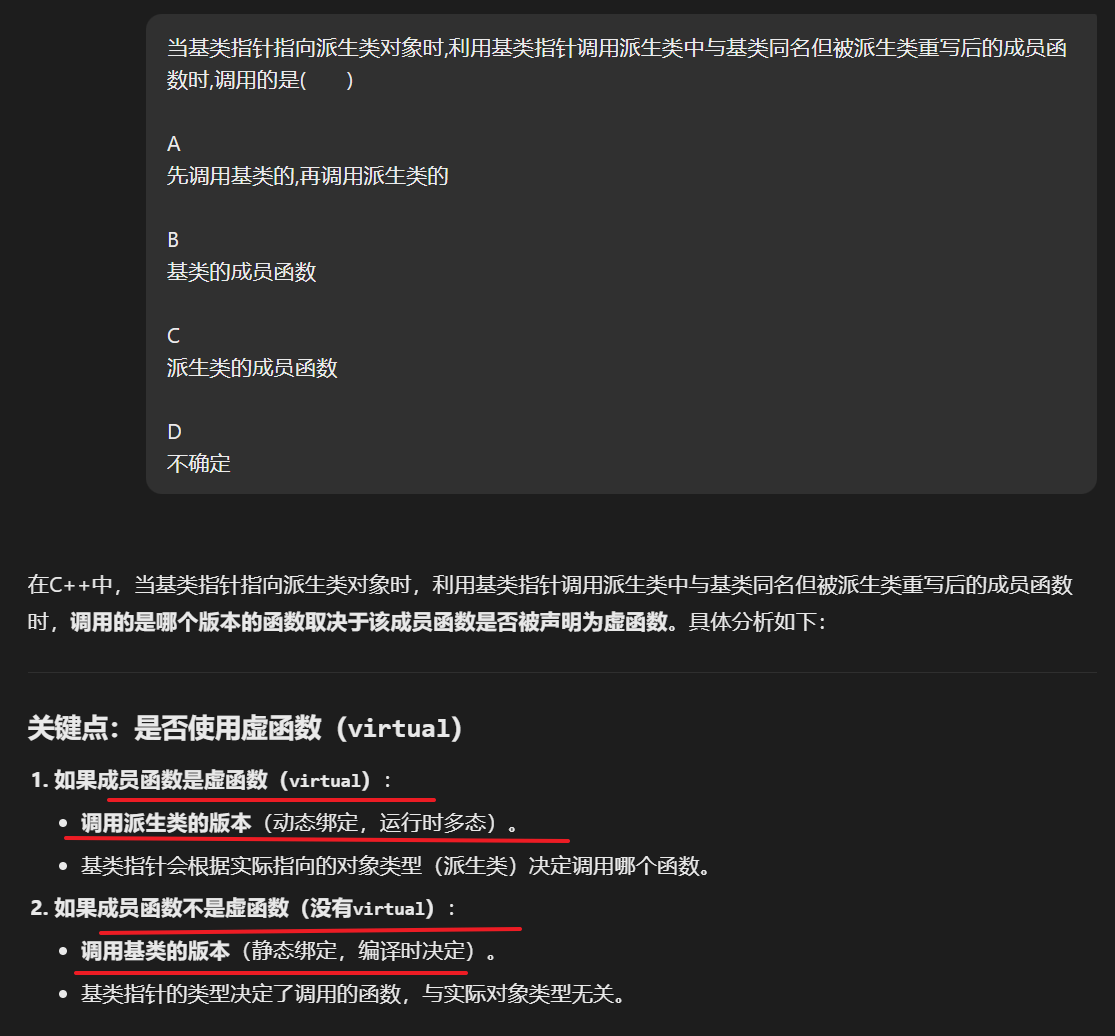 当基类指针指向派生类对象时,利用基类指针调用派生类中与基类同名但被派生类重写后的成员函
数时,调用的是(  )
A
先调用基类的,再调用派生类的
B
基类的成员函数
C
派生类的成员函数
D
不确定
在C++中，当基类指针指向派生类对象时，利用基类指针调用派生类中与基类同名但被派生类重写后的成员函数
时，调用的是哪个版本的函数取决于该成员函数是否被声明为虚函数。具体分析如下：
关键点：是否使用虚函数（virtual）
1. 如果成员函数是虚函数（virtual）：
• 调用派生类的版本（动态绑定，运行时多态）。
• 基类指针会根据实际指向的对象类型（派生类）决定调用哪个函数。
2. 如果成员函数不是虚函数（没有virtual）：
• 调用基类的版本（静态绑定，编译时决定）。
• 基类指针的类型决定了调用的函数，与实际对象类型无关。